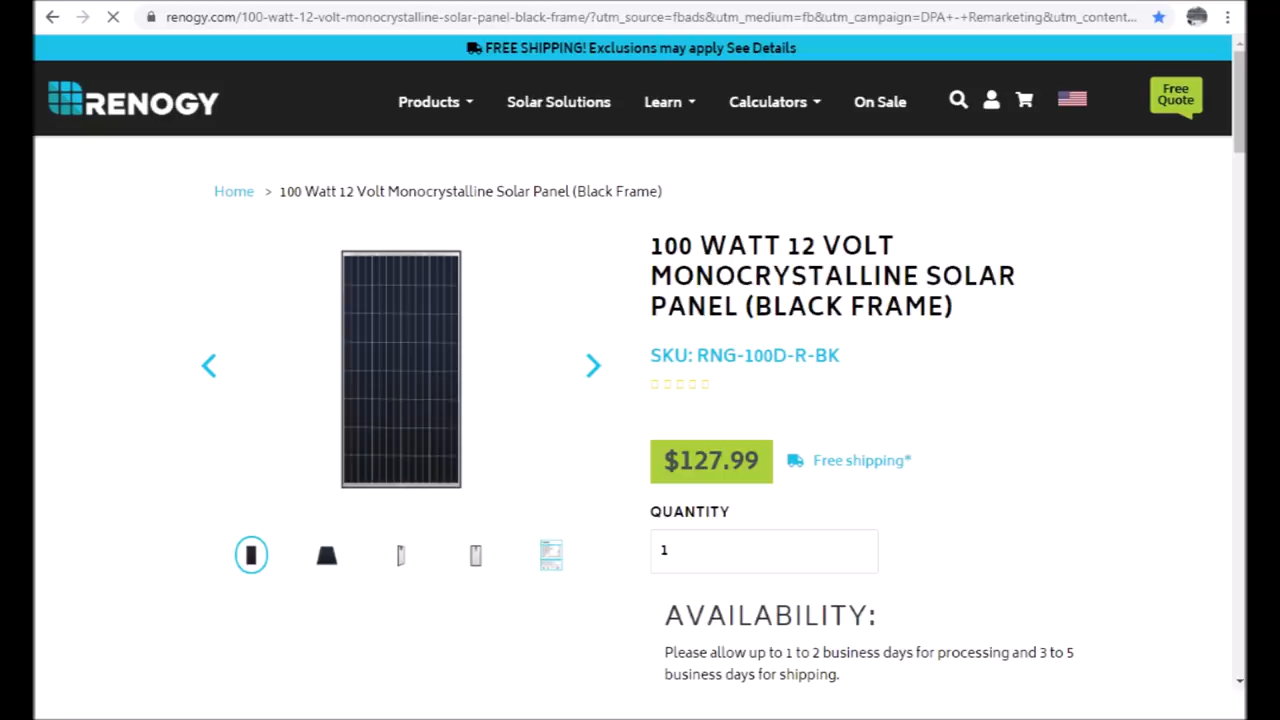 renogy.com/100-watt-12-volt-monocrystalline-solar-panel-black-frame/?utm_source=fbads&utm_medium=fb&utm_campaign=DPA+-+Remarketing&utm_content...
FREE SHIPPING! Exclusions may apply See Details
RENOGY
Products
Solar Solutions
Learn
Calculators
On Sale
Free
Quote
Home > 100 Watt 12 Volt Monocrystalline Solar Panel (Black Frame)
100 WATT 12 VOLT
MONOCRYSTALLINE SOLAR
PANEL (BLACK FRAME)
SKU: RNG-100D-R-BK
$127.99
Free shipping*
QUANTITY
1
AVAILABILITY:
Please allow up to 1 to 2 business days for processing and 3 to 5
business days for shipping.